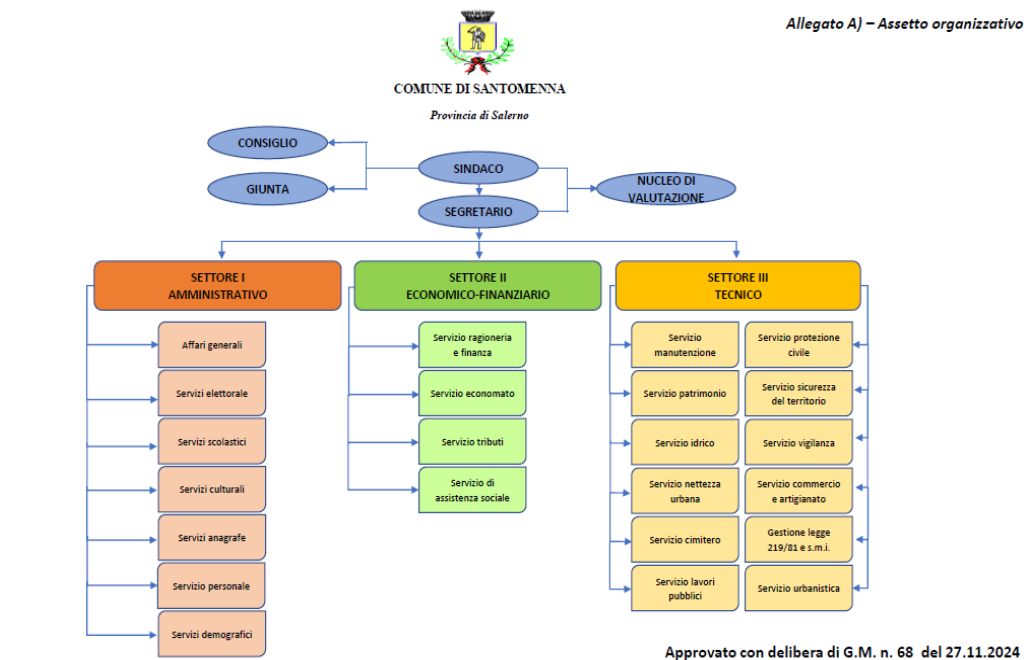 Allegato A) – Assetto organizzativo
COMUNE DI SANTOMENNA
Provincia di Salerno
CONSIGLIO
GIUNTA
SINDACO
SEGRETARIO
NUCLEO DI
VALUTAZIONE
SETTORE I
AMMINISTRATIVO
Affari generali
Servizi elettorale
Servizi scolastici
Servizi culturali
Servizi anagrafe
Servizio personale
Servizi demografici
SETTORE II
ECONOMICO-FINANZIARIO
Servizio ragioneria
e finanza
Servizio economato
Servizio tributi
Servizio di
assistenza sociale
SETTORE III
TECNICO
Servizio
manutenzione
Servizio patrimonio
Servizio idrico
Servizio nettezza
urbana
Servizio cimitero
Servizio lavori
pubblici
Servizio protezione
civile
Servizio sicurezza
del territorio
Servizio vigilanza
Servizio commercio
e artigianato
Gestione legge
219/81 e s.m.i.
Servizio urbanistica
Approvato con delibera di G.M. n. 68 del 27.11.2024